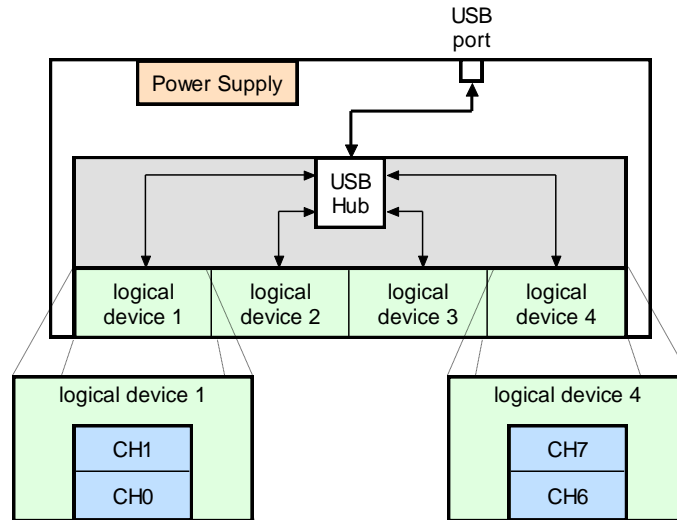 USB
port
Power Supply
USB
Hub
logical
device 1
logical
device 2
logical
device 3
logical
device 4
logical device 1
CH1
CH0
logical device 4
CH7
CH6